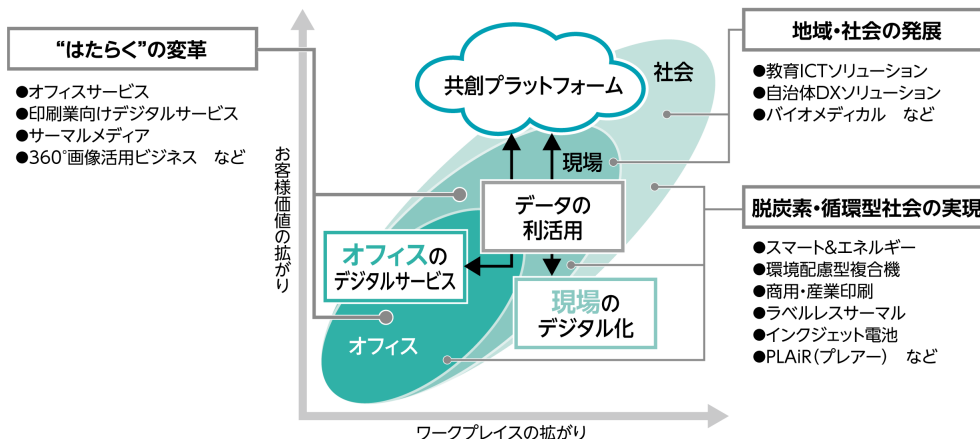 “はたらく”の変革
●オフィスサービス
●印刷業向けデジタルサービス
●サーマルメディア
●360°画像活用ビジネス　など
お客様価値の拡がり
共創プラットフォーム
社会
現場
データの
利活用
オフィスの
デジタルサービス
現場の
デジタル化
オフィス
ワークプレイスの拡がり
地域・社会の発展
●教育ICTソリューション
●自治体DXソリューション
●バイオメディカル　など
脱炭素・循環型社会の実現
●スマート&エネルギー
●環境配慮型複合機
●商用・産業印刷
●ラベルレスサーマル
●インクジェット電池
●PLAiR（プレアー）　など